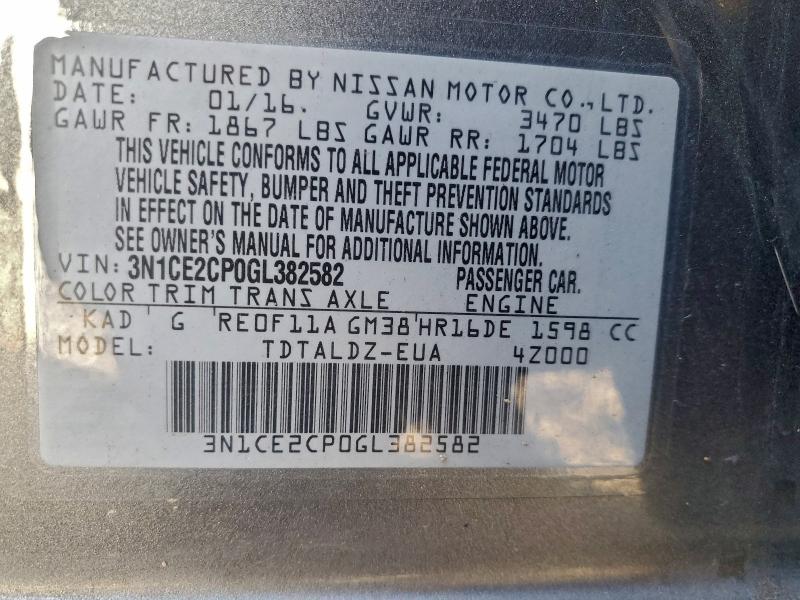 MANUFACTURED BY NISSAN MOTOR CO.,LTD.
DATE: 01/16. GVWR: 3470 LBS
GAWR FR: 1867 LBS GAWR RR: 1704 LBS
THIS VEHICLE CONFORMS TO ALL APPLICABLE FEDERAL MOTOR
VEHICLE SAFETY, BUMPER AND THEFT PREVENTION STANDARDS
IN EFFECT ON THE DATE OF MANUFACTURE SHOWN ABOVE.
SEE OWNER'S MANUAL FOR ADDITIONAL INFORMATION.
VIN: 3N1CE2CP0GL382582 PASSENGER CAR.
COLOR TRIM TRANS AXLE ENGINE
KAD G RE0F11A GM38 HR16DE 1598 CC
MODEL: TDTALDZ-EUA 4Z000
3N1CE2CP0GL382582